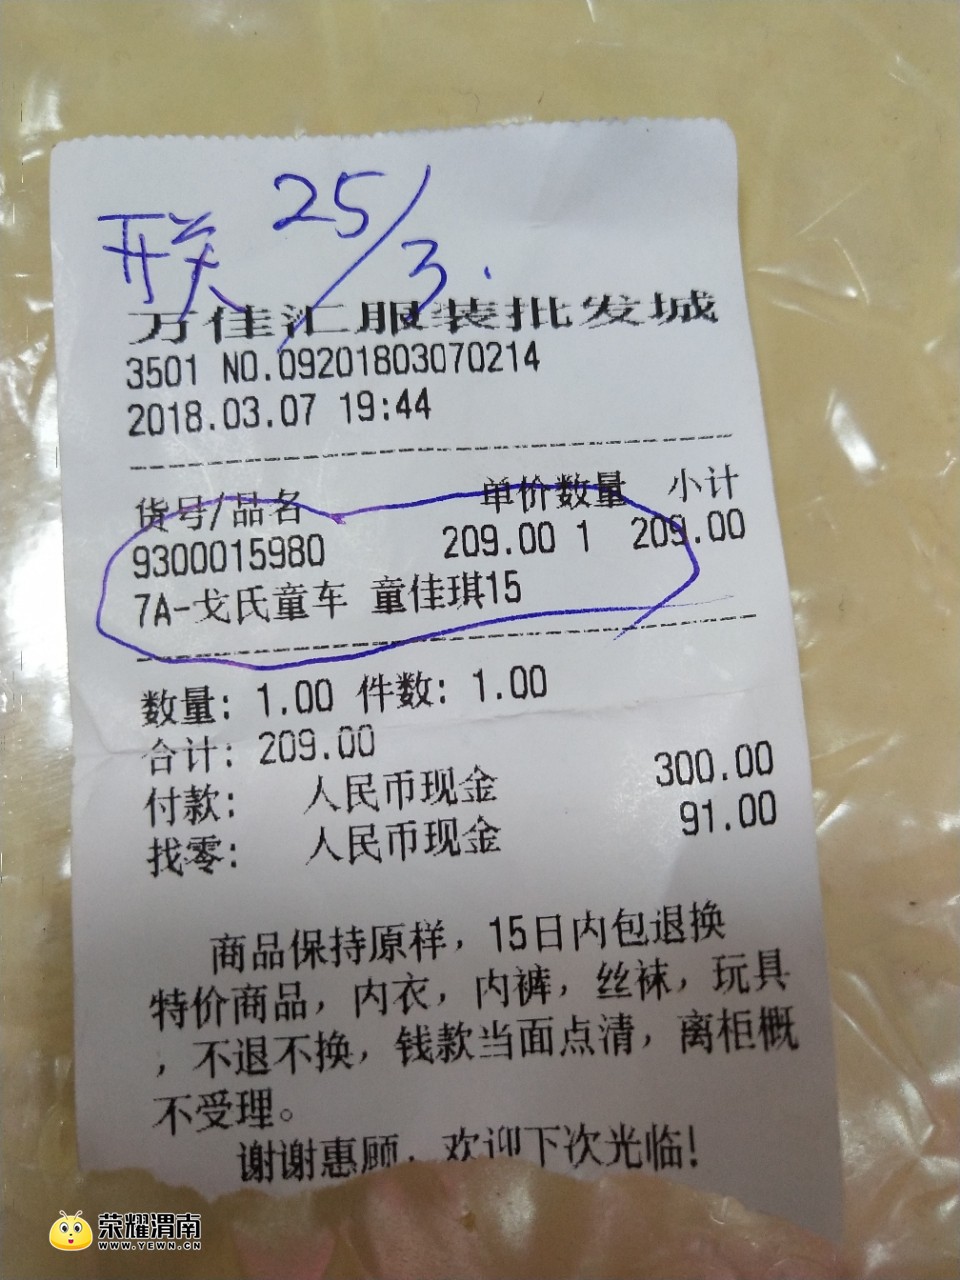 开关 25/3.
万佳汇服装批发城
3501 NO.09201803070214
2018.03.07 19:44
货号/品名 单价数量 小计
9300015980 209.00 1 209.00
7A-戈氏童车 童佳琪15
数量: 1.00 件数: 1.00
合计: 209.00
付款: 人民币现金 300.00
找零: 人民币现金 91.00
商品保持原样,15日内包退换
特价商品,内衣,内裤,丝袜,玩具
,不退不换,钱款当面点清,离柜概
不受理。
谢谢惠顾,欢迎下次光临!
荣耀渭南
WWW.YEWN.CN